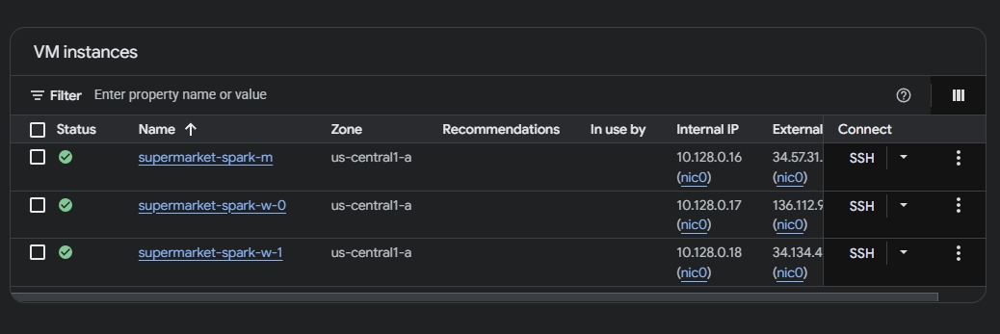 VM instances
Filter Enter property name or value
Status Name Zone Recommendations In use by Internal IP External Connect
supermarket-spark-m us-central1-a 10.128.0.16 34.57.31. SSH
(nic0) (nic0)
supermarket-spark-w-0 us-central1-a 10.128.0.17 136.112.9 SSH
(nic0) (nic0)
supermarket-spark-w-1 us-central1-a 10.128.0.18 34.134.4 SSH
(nic0) (nic0)